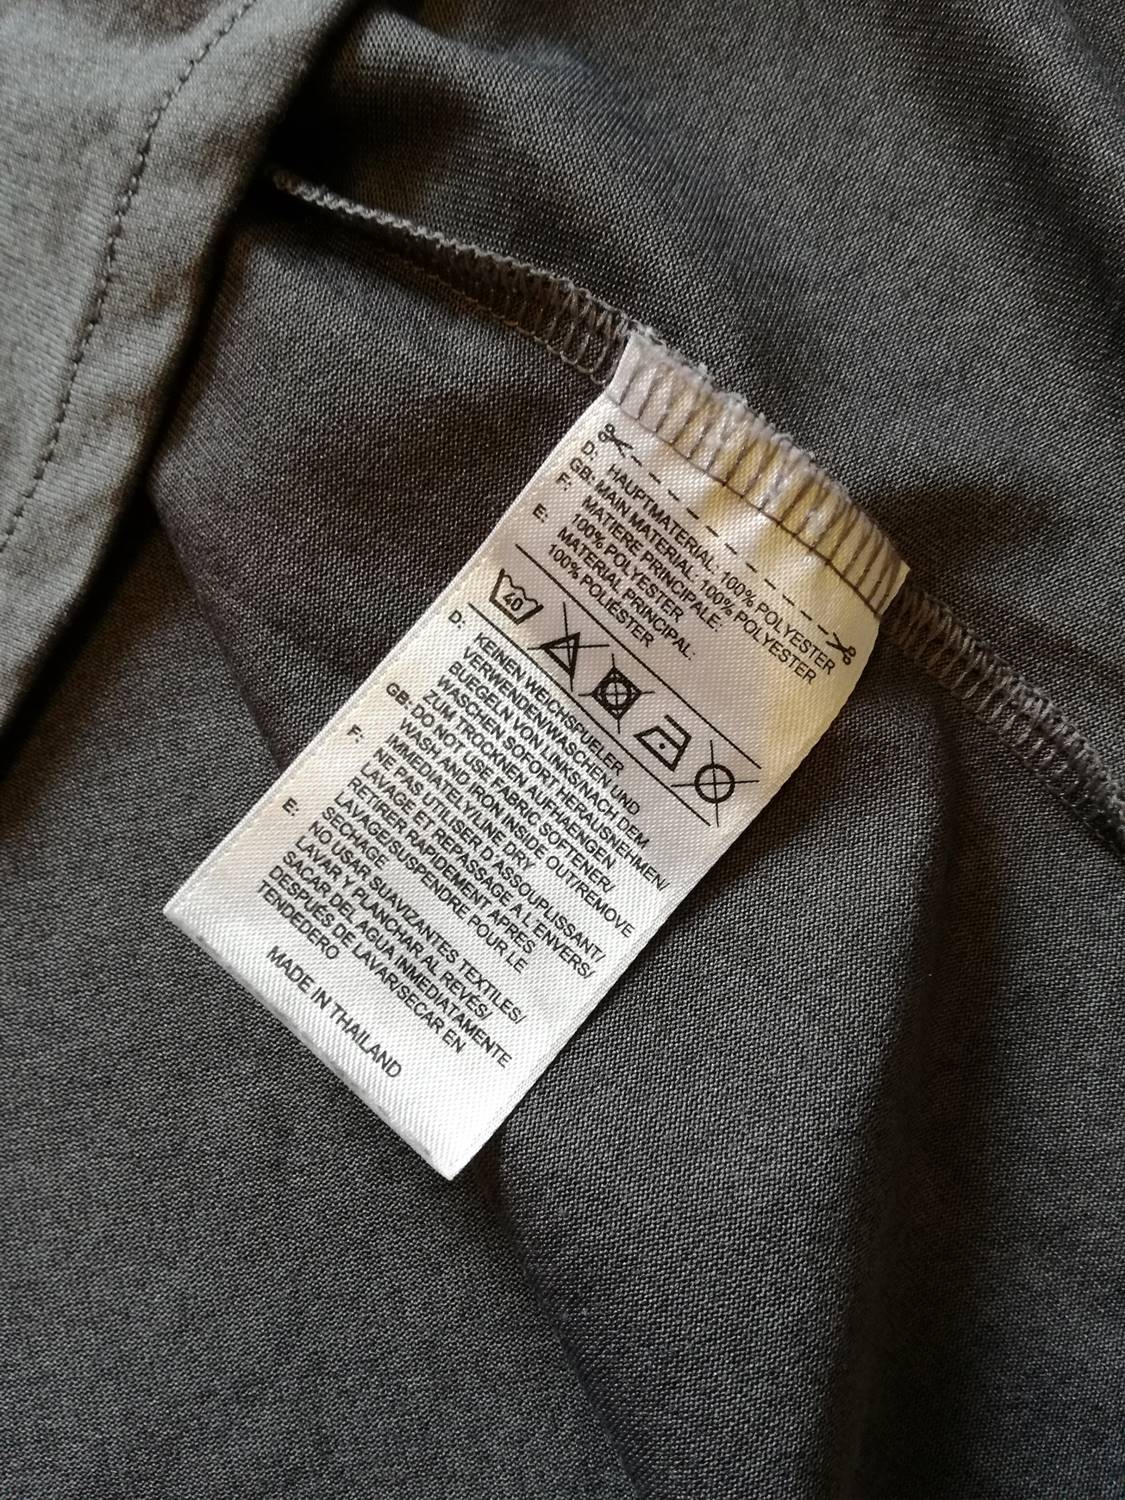 D: HAUPTMATERIAL: 100% POLYESTER
GB: MAIN MATERIAL: 100% POLYESTER
F: MATIERE PRINCIPALE:
100% POLYESTER
E: MATERIAL PRINCIPAL:
100% POLIÉSTER
40
D: KEINEN WEICHSPUELER
VERWENDEN/WASCHEN UND
BUEGELN VON LINKS/NACH DEM
WASCHEN SOFORT HERAUSNEHMEN/
ZUM TROCKNEN AUFHAENGEN
GB: DO NOT USE FABRIC SOFTENER/
WASH AND IRON INSIDE OUT/REMOVE
IMMEDIATELY/LINE DRY
F: NE PAS UTILISER D ASSOUPLISSANT/
LAVAGE ET REPASSAGE A L'ENVERS/
RETIRER RAPIDEMENT APRES
LAVAGE/SUSPENDRE POUR LE
SECHAGE
E: NO USAR SUAVIZANTES TEXTILES/
LAVAR Y PLANCHAR AL REVÉS/
SACAR DEL AGUA INMEDIATAMENTE
DESPUÉS DE LAVAR/SECAR EN
TENDEDERO
MADE IN THAILAND